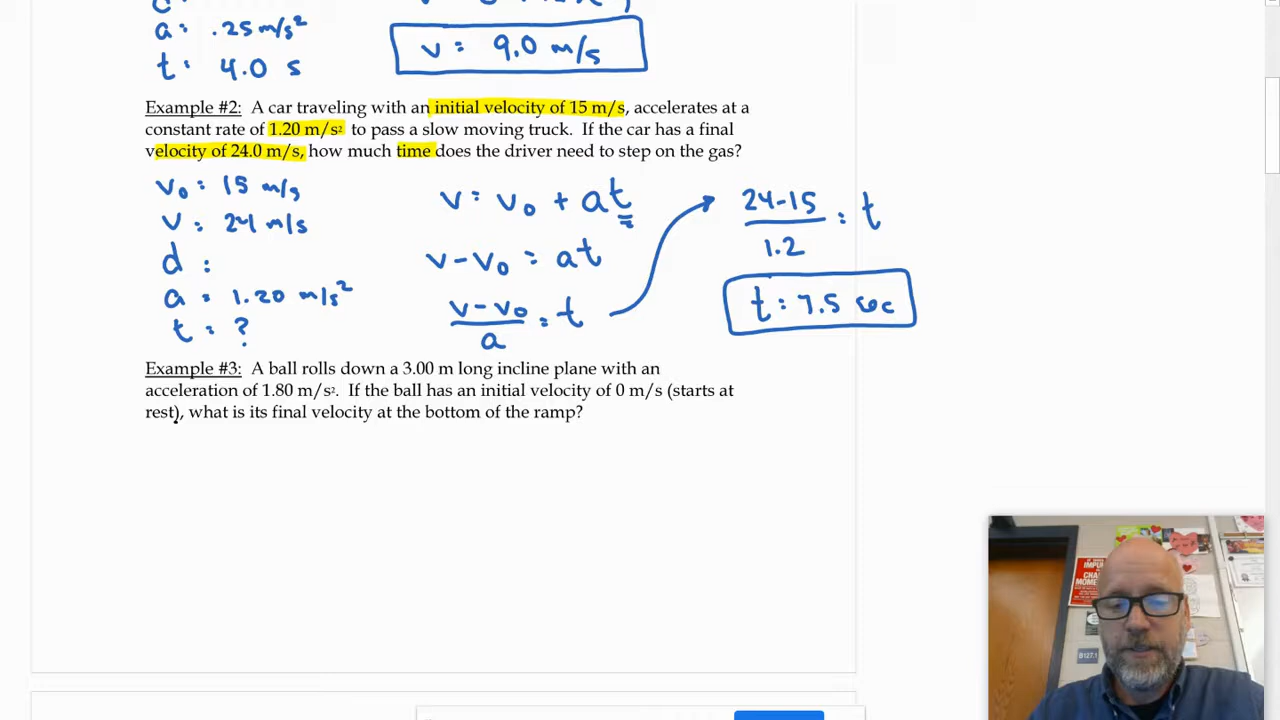 a: .25 m/s²
v: 9.0 m/s
t: 4.0 s
Example #2: A car traveling with an initial velocity of 15 m/s, accelerates at a
constant rate of 1.20 m/s² to pass a slow moving truck. If the car has a final
velocity of 24.0 m/s, how much time does the driver need to step on the gas?
v₀ : 15 m/s
v : 24 m/s
d :
a : 1.20 m/s²
t : ?
v = v₀ + at
v-v₀ = at
v-v₀/a = t
24-15/1.2 = t
t : 7.5 sec
Example #3: A ball rolls down a 3.00 m long incline plane with an
acceleration of 1.80 m/s². If the ball has an initial velocity of 0 m/s (starts at
rest), what is its final velocity at the bottom of the ramp?
B127.1